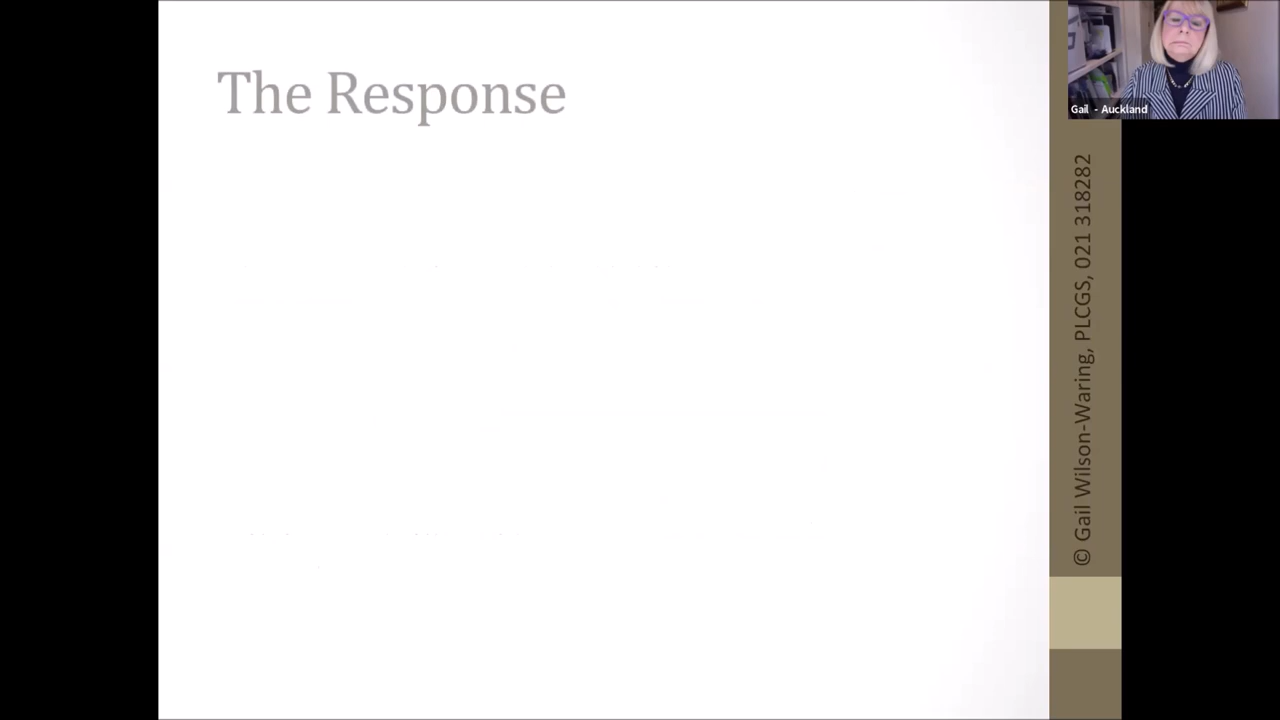 The Response
Gail - Auckland
© Gail Wilson-Waring, PLCGS, 021 318282